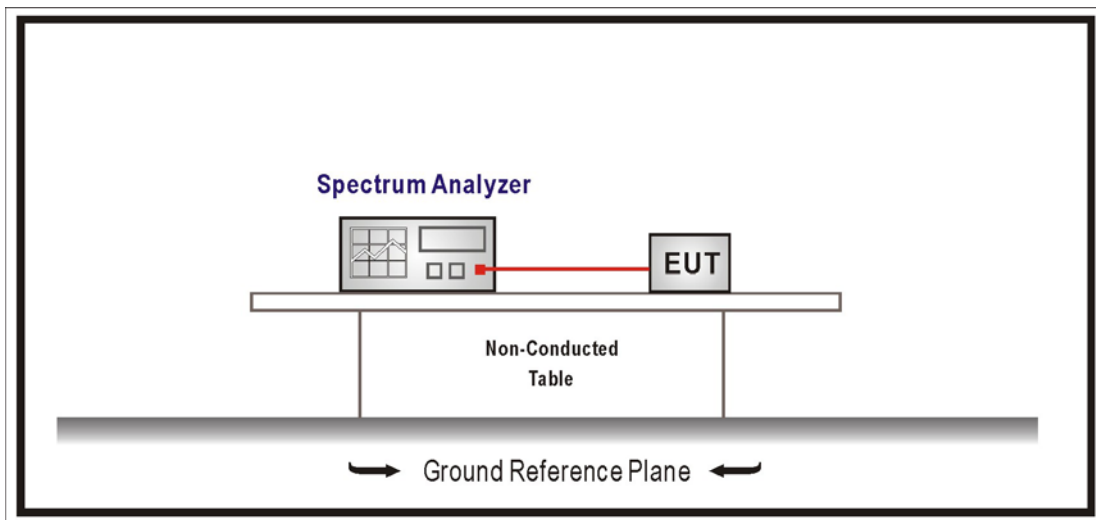 Spectrum Analyzer
EUT
Non-Conducted
Table
Ground Reference Plane